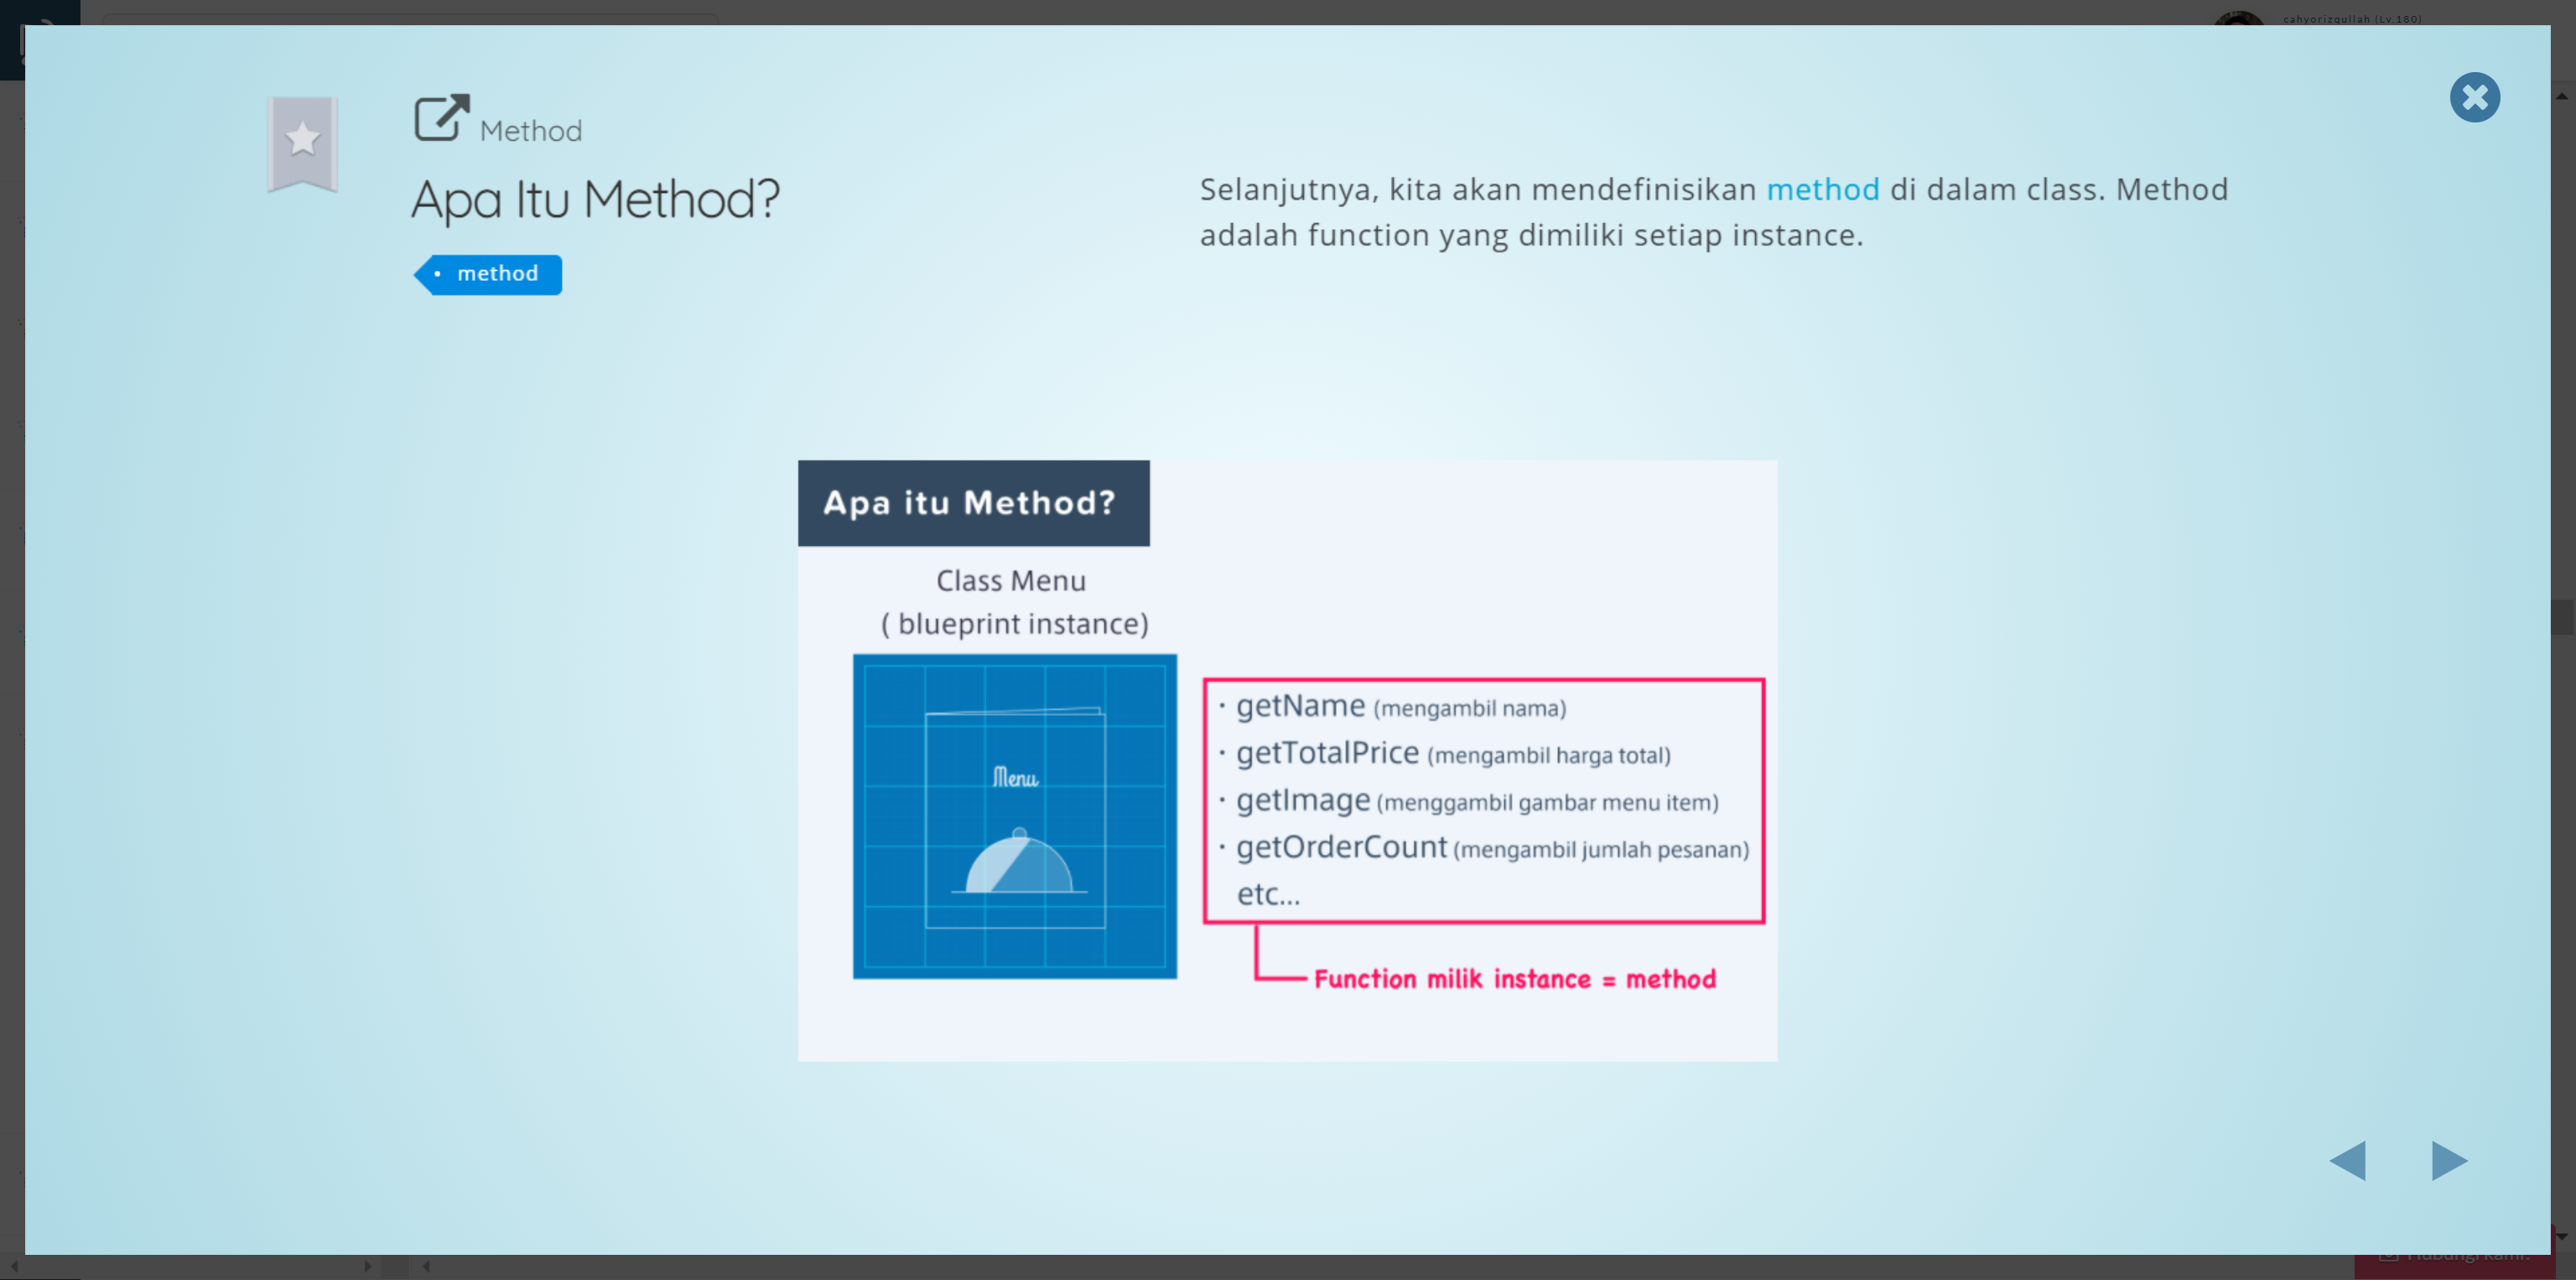 cahyorizqullah (Lv.180)
Method
Apa Itu Method?
• method
Selanjutnya, kita akan mendefinisikan method di dalam class. Method
adalah function yang dimiliki setiap instance.
Apa itu Method?
Class Menu
( blueprint instance)
Menu
· getName (mengambil nama)
· getTotalPrice (mengambil harga total)
· getImage (menggambil gambar menu item)
· getOrderCount (mengambil jumlah pesanan)
etc...
Function milik instance = method